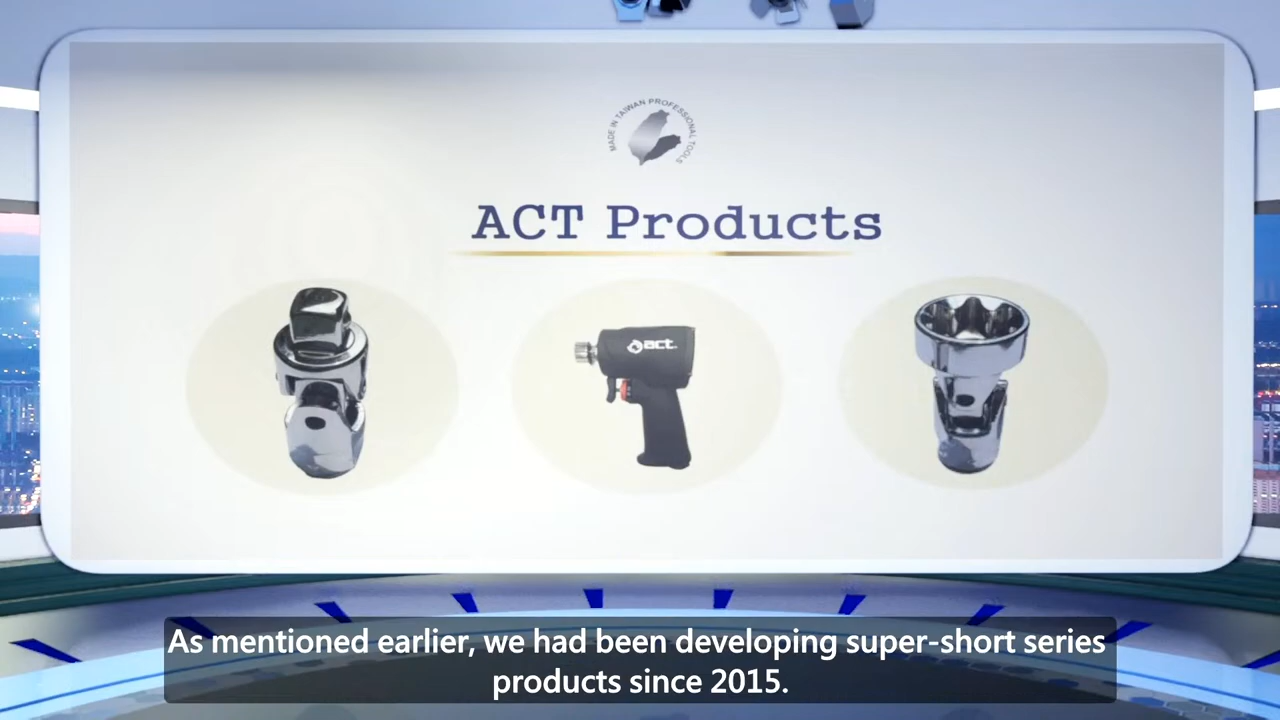 MADE IN TAIWAN PROFESSIONAL TOOLS
ACT Products
act.
As mentioned earlier, we had been developing super-short series
products since 2015.